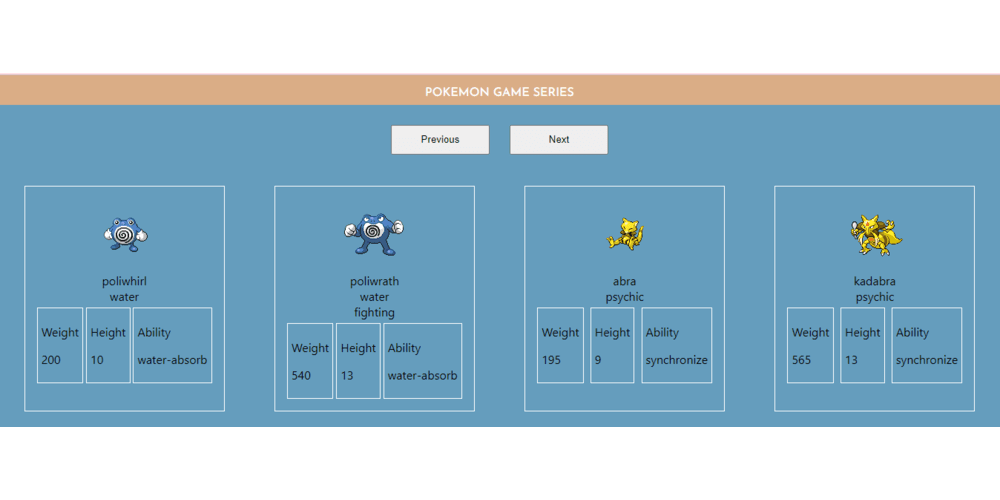 POKEMON GAME SERIES
Previous
Next
poliwhirl
water
Weight
200
Height
10
Ability
water-absorb
poliwrath
water
fighting
Weight
540
Height
13
Ability
water-absorb
abra
psychic
Weight
195
Height
9
Ability
synchronize
kadabra
psychic
Weight
565
Height
13
Ability
synchronize